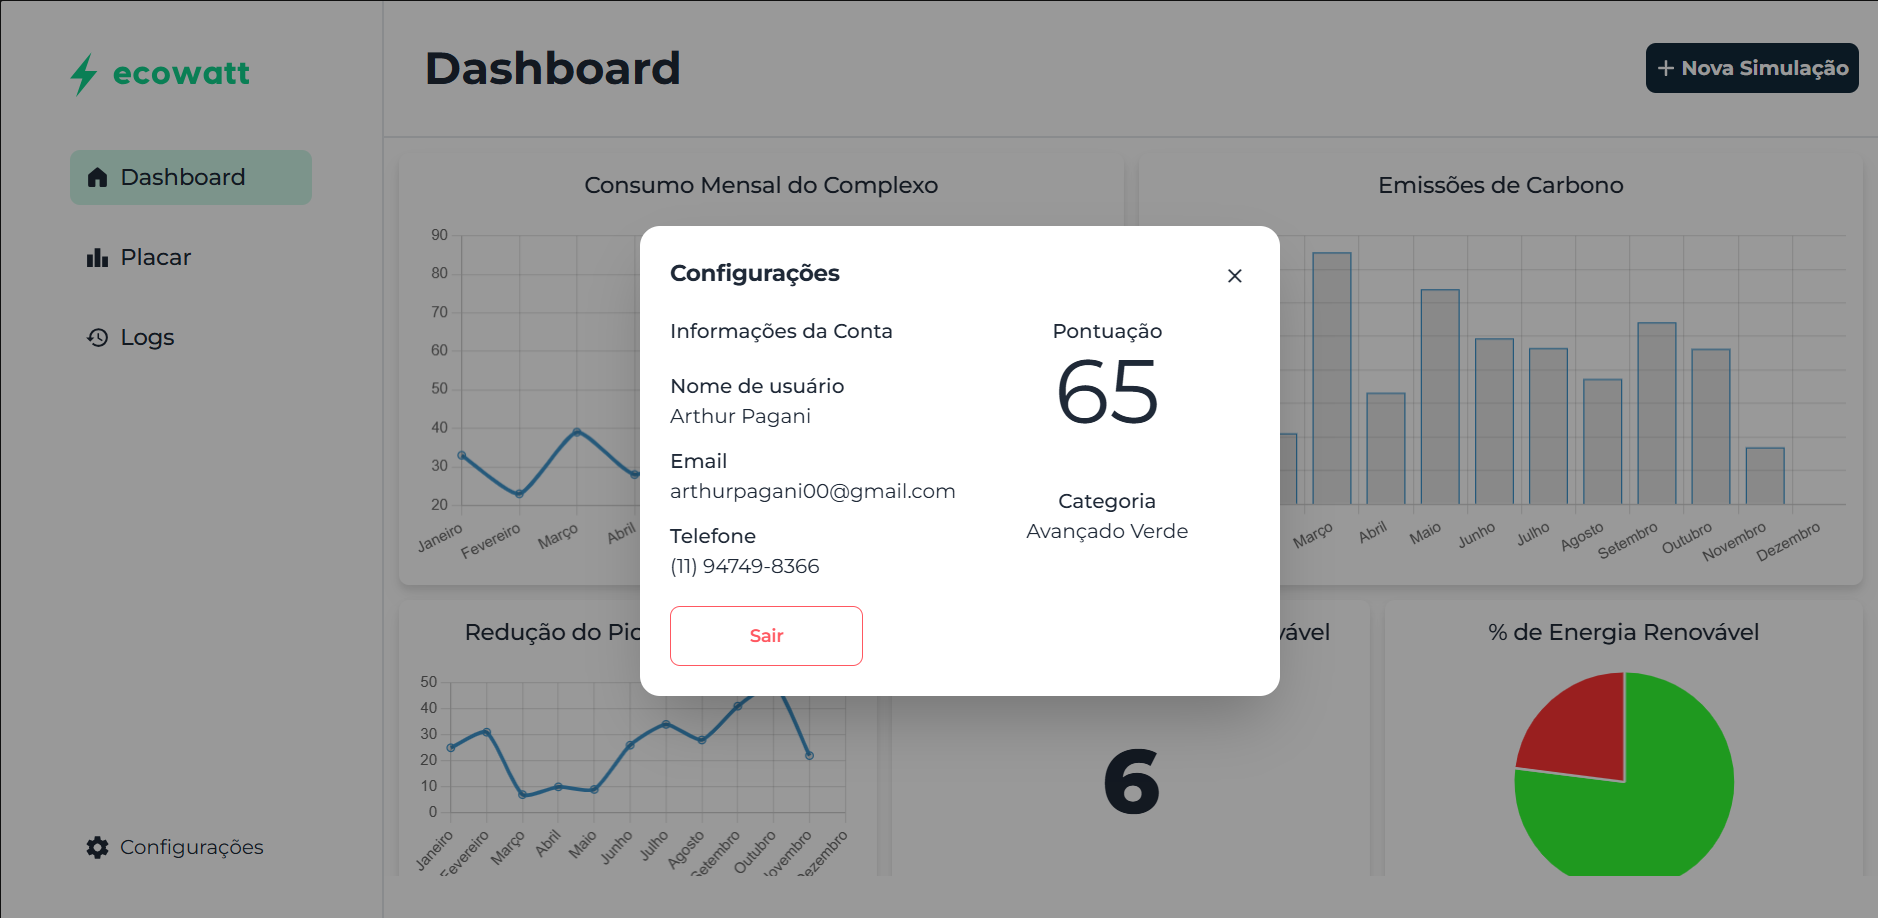 ecowatt
Dashboard
Placar
Logs
Configurações
Dashboard
+ Nova Simulação
Consumo Mensal do Complexo
90
80
70
60
50
40
30
20
Janeiro
Fevereiro
Março
Abril
Emissões de Carbono
Março
Abril
Maio
Junho
Julho
Agosto
Setembro
Outubro
Novembro
Dezembro
Configurações
Informações da Conta
Nome de usuário
Arthur Pagani
Email
arthurpagani00@gmail.com
Telefone
(11) 94749-8366
Sair
Pontuação
65
Categoria
Avançado Verde
Redução do Pic
50
40
30
20
10
0
Janeiro
Fevereiro
Março
Abril
Maio
Junho
Julho
Agosto
Setembro
Outubro
ovembro
ezembro
vável
6
% de Energia Renovável